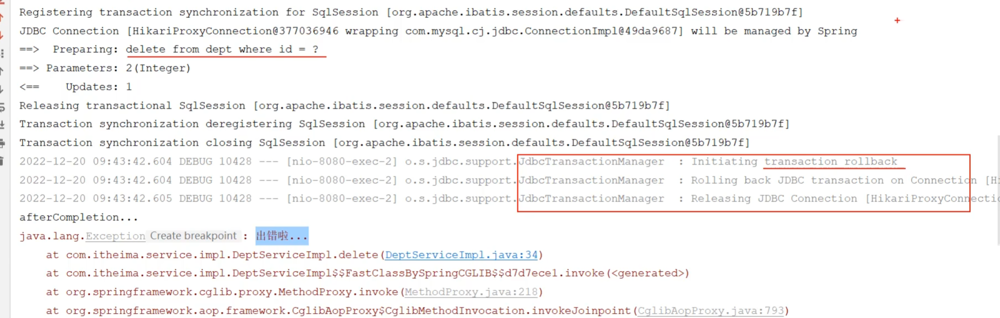 Registering transaction synchronization for SqlSession [org.apache.ibatis.session.defaults.DefaultSqlSession@5b719b7f]
JDBC Connection [HikariProxyConnection@377036946 wrapping com.mysql.cj.jdbc.ConnectionImpl@49da9687] will be managed by Spring
==>  Preparing: delete from dept where id = ?
==> Parameters: 2(Integer)
<==    Updates: 1
Releasing transactional SqlSession [org.apache.ibatis.session.defaults.DefaultSqlSession@5b719b7f]
Transaction synchronization deregistering SqlSession [org.apache.ibatis.session.defaults.DefaultSqlSession@5b719b7f]
Transaction synchronization closing SqlSession [org.apache.ibatis.session.defaults.DefaultSqlSession@5b719b7f]
2022-12-20 09:43:42.604 DEBUG 10428 --- [nio-8080-exec-2] o.s.jdbc.support.JdbcTransactionManager  : Initiating transaction rollback
2022-12-20 09:43:42.604 DEBUG 10428 --- [nio-8080-exec-2] o.s.jdbc.support.JdbcTransactionManager  : Rolling back JDBC transaction on Connection [H
2022-12-20 09:43:42.605 DEBUG 10428 --- [nio-8080-exec-2] o.s.jdbc.support.JdbcTransactionManager  : Releasing JDBC Connection [HikariProxyConnectio
afterCompletion...
java.lang.Exception Create breakpoint : 出错啦...
    at com.itheima.service.impl.DeptServiceImpl.delete(DeptServiceImpl.java:34)
    at com.itheima.service.impl.DeptServiceImpl$$FastClassBySpringCGLIB$$d7d7ece1.invoke(<generated>)
    at org.springframework.cglib.proxy.MethodProxy.invoke(MethodProxy.java:218)
    at org.springframework.aop.framework.CglibAopProxy$CglibMethodInvocation.invokeJoinpoint(CglibAopProxy.java:793)